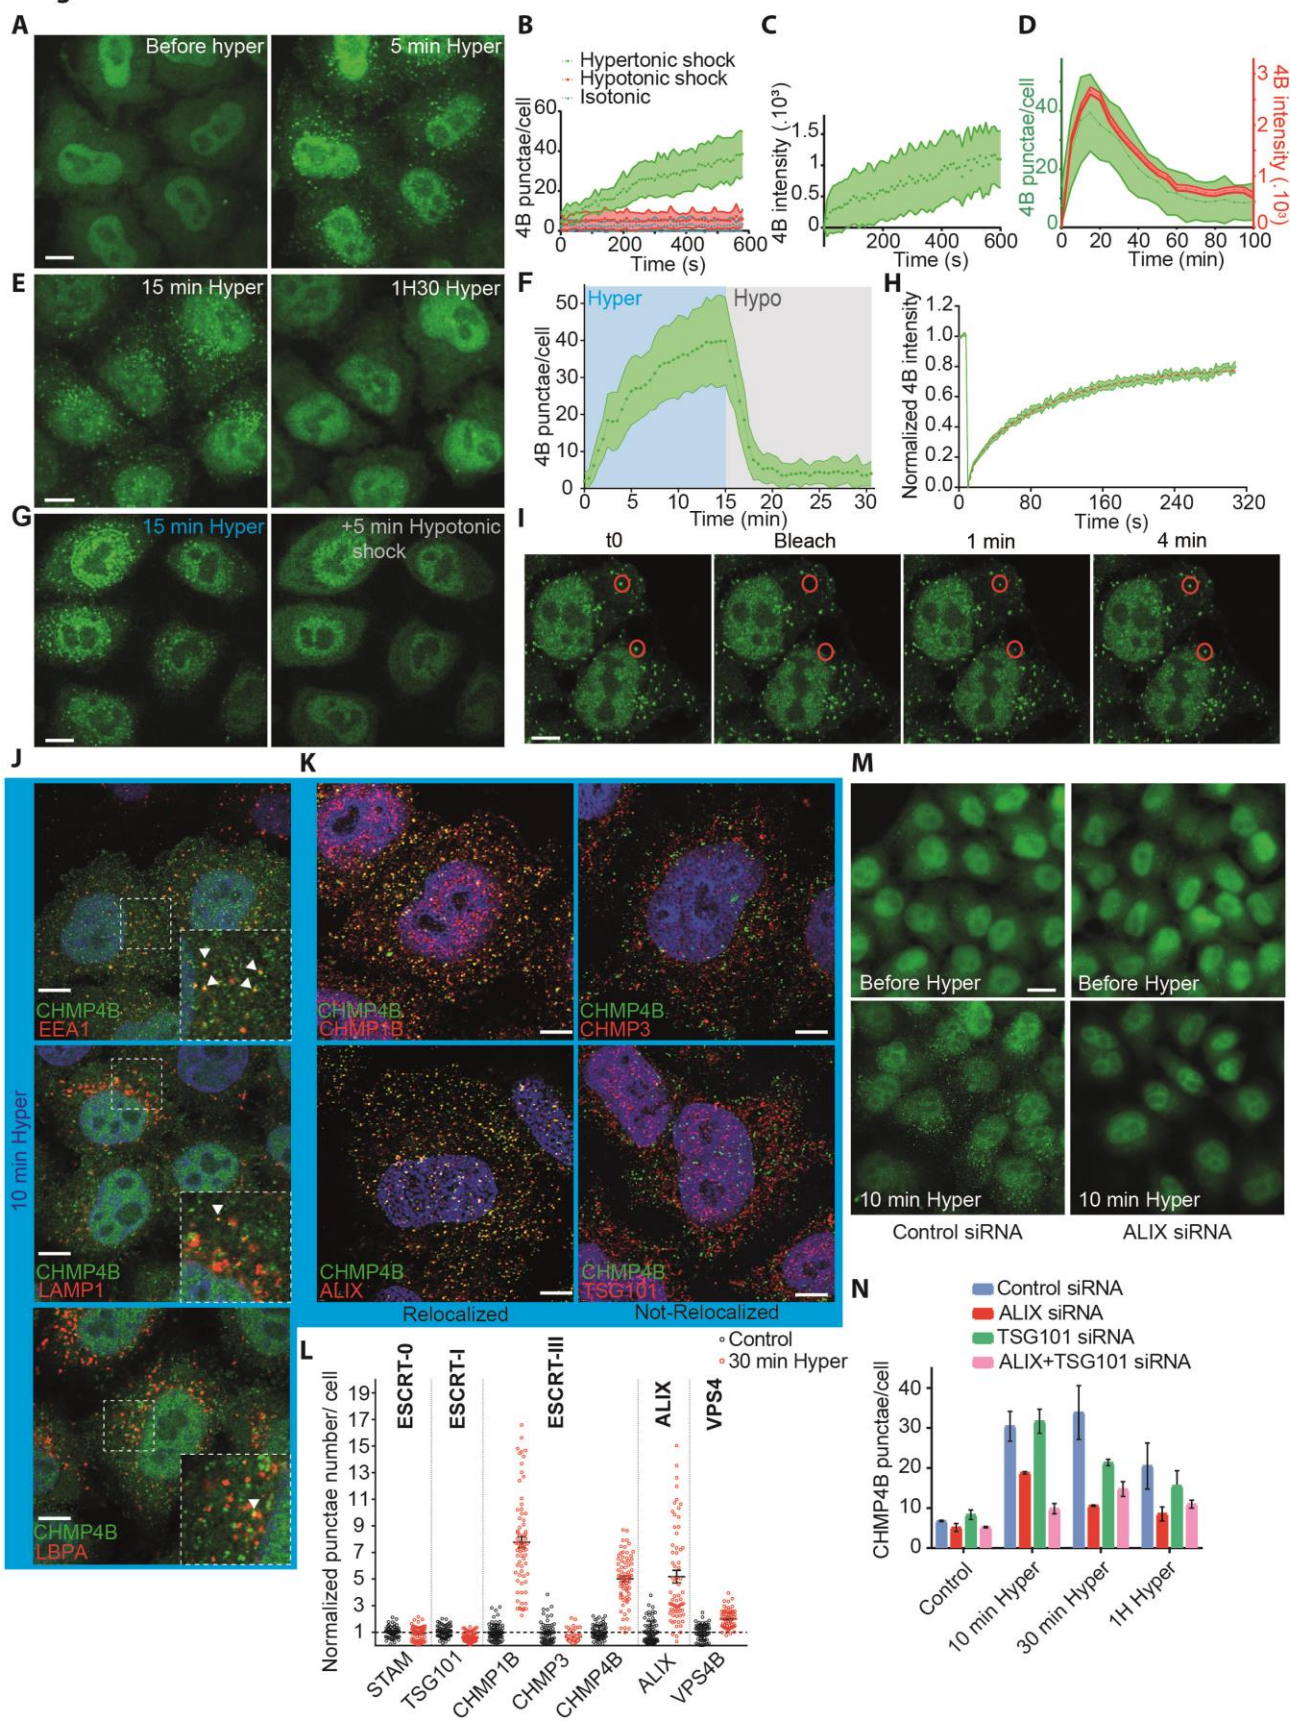 A
Before hyper
5 min Hyper
B
Hypertonic shock
Hypotonic shock
Isotonic
4B punctae/cell
60
40
20
0
0 200 400 600
Time (s)
C
4B intensity (.10³)
1.5
1
0.5
0
200 400 600
Time (s)
D
4B punctae/cell
40
20
0
0 20 40 60 80 100
Time (min)
3
2
1
0
4B intensity (.10³)
E
15 min Hyper
1H30 Hyper
F
Hyper
Hypo
4B punctae/cell
50
40
30
20
10
0
0 5 10 15 20 25 30
Time (min)
H
Normalized 4B intensity
1.2
1.0
0.8
0.6
0.4
0.2
0.0
0 80 160 240 320
Time (s)
G
15 min Hyper
+5 min Hypotonic
shock
I
t0
Bleach
1 min
4 min
J
10 min Hyper
CHMP4B
EEA1
CHMP4B
LAMP1
CHMP4B
LBPA
K
CHMP4B
CHMP1B
CHMP4B
CHMP3
CHMP4B
ALIX
CHMP4B
TSG101
Relocalized
Not-Relocalized
M
Before Hyper
Before Hyper
10 min Hyper
10 min Hyper
Control siRNA
ALIX siRNA
L
Control
30 min Hyper
ESCRT-0
ESCRT-I
ESCRT-III
ALIX
VPS4
Normalized punctae number/ cell
19
17
15
13
11
9
7
5
3
1
STAM
TSG101
CHMP1B
CHMP3
CHMP4B
ALIX
VPS4B
N
Control siRNA
ALIX siRNA
TSG101 siRNA
ALIX+TSG101 siRNA
CHMP4B punctae/cell
40
30
20
10
0
Control
10 min Hyper
30 min Hyper
1H Hyper